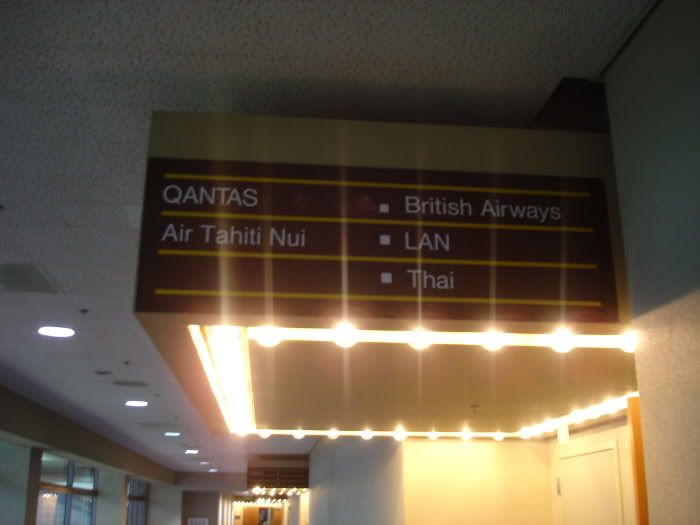 QANTAS
Air Tahiti Nui
British Airways
LAN
Thai